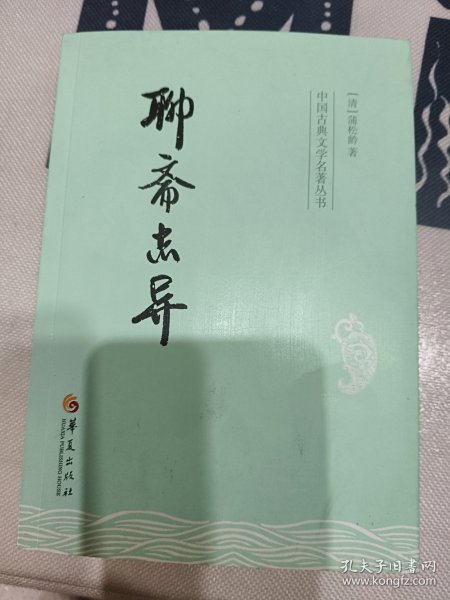 [清]蒲松龄 著
中国古典文学名著丛书
聊斋志异
华夏出版社
HUAXIA PUBLISHING HOUSE
孔夫子旧书网
www.kongfz.com